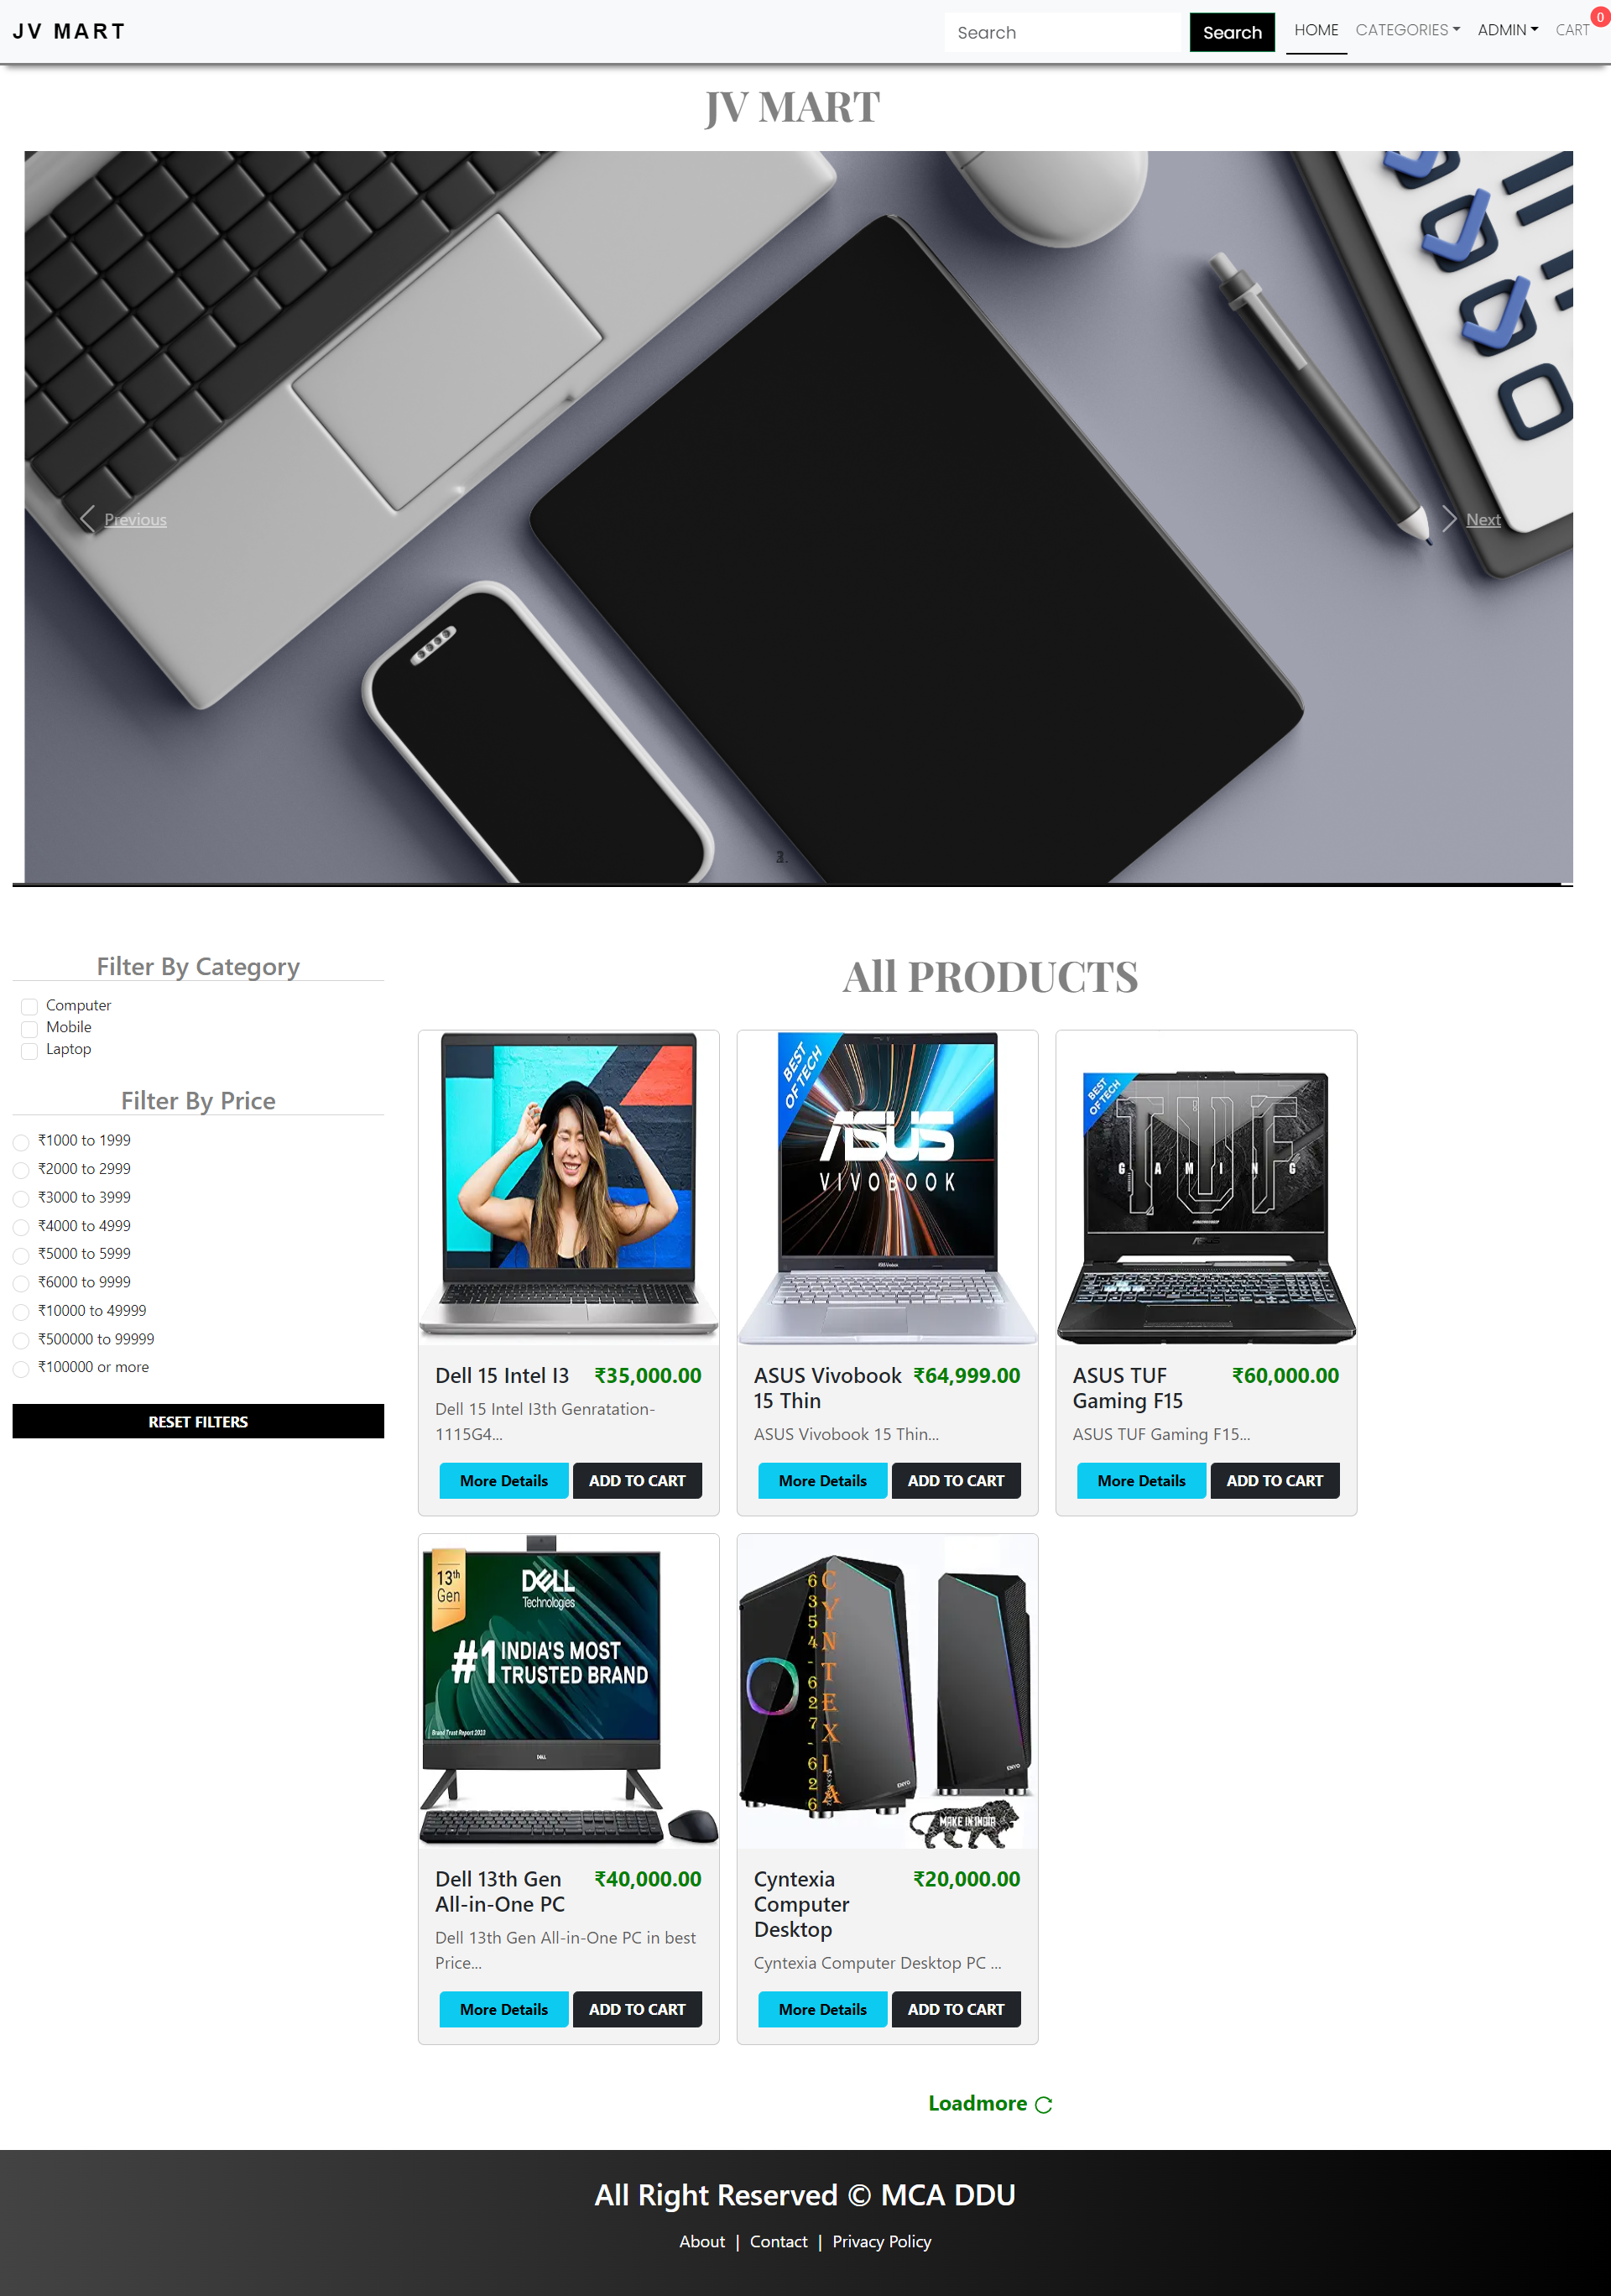 JV MART
Search
Search
HOME
CATEGORIES
ADMIN
CART
0
JV MART
Previous
Next
Filter By Category
Computer
Mobile
Laptop
Filter By Price
₹1000 to 1999
₹2000 to 2999
₹3000 to 3999
₹4000 to 4999
₹5000 to 5999
₹6000 to 9999
₹10000 to 49999
₹500000 to 99999
₹100000 or more
RESET FILTERS
All PRODUCTS
BEST
OF TECH
ASUS
VIVOBOOK
BEST
OF TECH
TUF
GAMING
ASUS
Dell 15 Intel I3
₹35,000.00
Dell 15 Intel I3th Genratation-
1115G4...
More Details
ADD TO CART
ASUS Vivobook
15 Thin
₹64,999.00
ASUS Vivobook 15 Thin...
More Details
ADD TO CART
ASUS TUF
Gaming F15
₹60,000.00
ASUS TUF Gaming F15...
More Details
ADD TO CART
13th
Gen
DELL
Technologies
#1 INDIA'S MOST
TRUSTED BRAND
Brand Trust Report 2023
DELL
6354-627-626
CYNTEXIA
ENYO
ENYO
MAKE IN INDIA
Dell 13th Gen
All-in-One PC
₹40,000.00
Dell 13th Gen All-in-One PC in best
Price...
More Details
ADD TO CART
Cyntexia
Computer
Desktop
₹20,000.00
Cyntexia Computer Desktop PC ...
More Details
ADD TO CART
Loadmore
All Right Reserved © MCA DDU
About | Contact | Privacy Policy